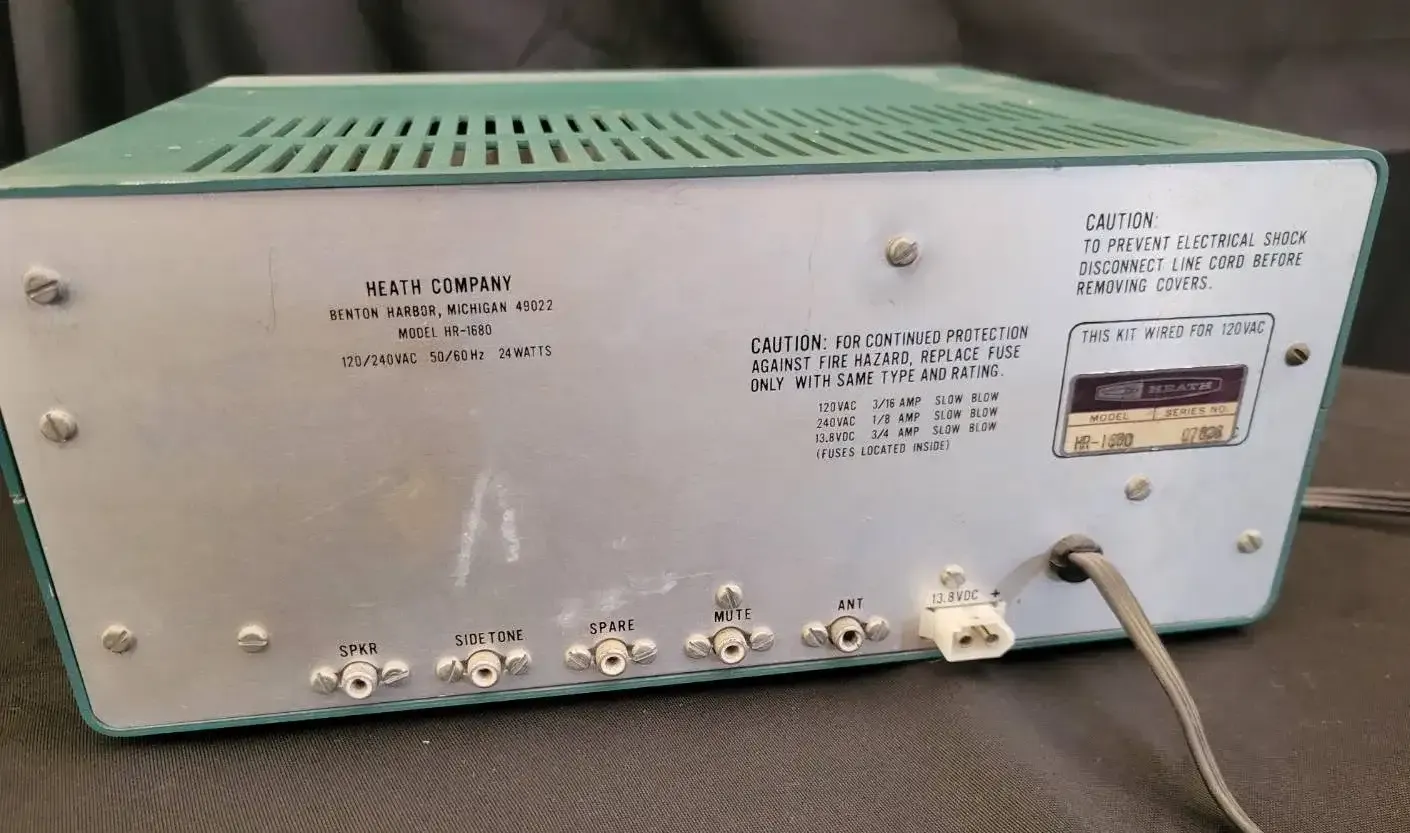 HEATH COMPANY
BENTON HARBOR, MICHIGAN 49022
MODEL HR-1680
120/240VAC 50/60Hz 24WATTS
CAUTION:
TO PREVENT ELECTRICAL SHOCK
DISCONNECT LINE CORD BEFORE
REMOVING COVERS.
CAUTION: FOR CONTINUED PROTECTION
AGAINST FIRE HAZARD, REPLACE FUSE
ONLY WITH SAME TYPE AND RATING.
120VAC 3/16 AMP SLOW BLOW
240VAC 1/8 AMP SLOW BLOW
13.8VDC 3/4 AMP SLOW BLOW
(FUSES LOCATED INSIDE)
THIS KIT WIRED FOR 120VAC
HEATH
MODEL SERIES NO.
HR-1680
SPKR
SIDETONE
SPARE
MUTE
ANT
13.8VDC +